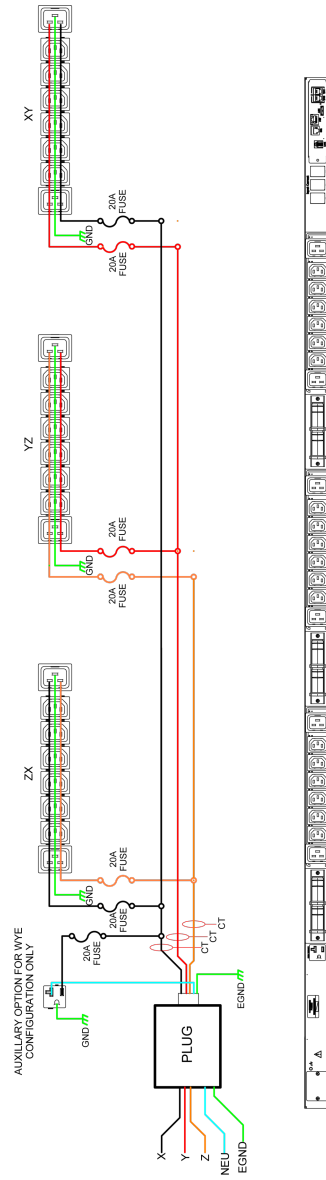 XY
20A
FUSE
20A
FUSE
GND
YZ
20A
FUSE
20A
FUSE
GND
ZX
20A
FUSE
20A
FUSE
GND
AUXILLARY OPTION FOR WYE
CONFIGURATION ONLY
20A
FUSE
GND
CT
CT
CT
EGND
PLUG
X
Y
Z
NEU
EGND